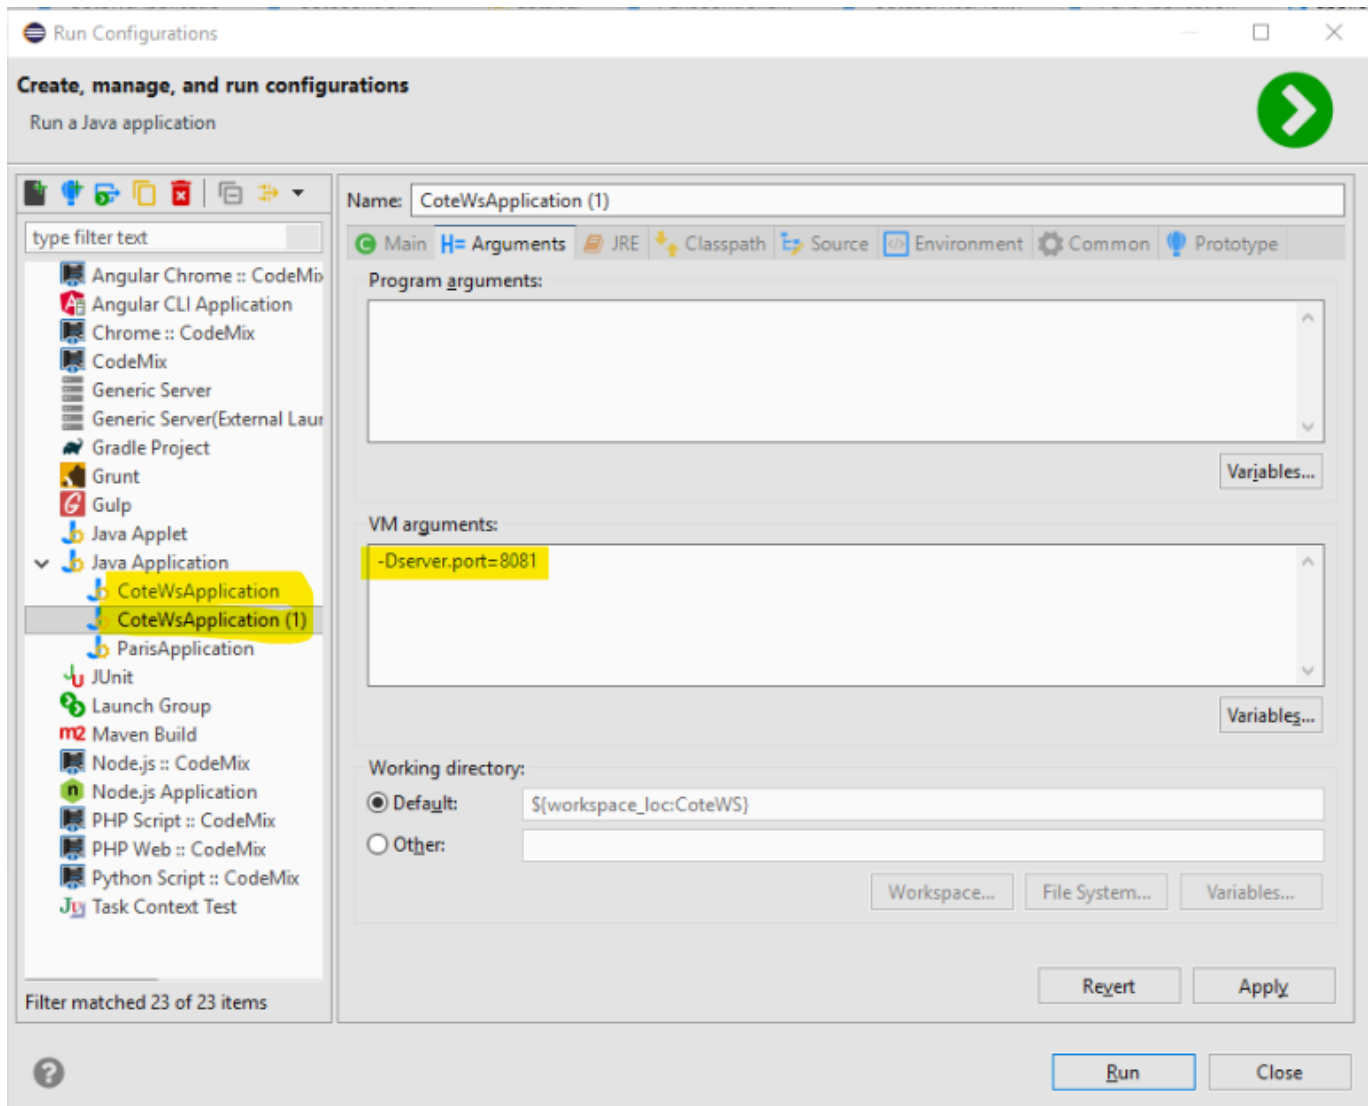 Run Configurations
Create, manage, and run configurations
Run a Java application
Name: CoteWsApplication (1)
type filter text
Main H= Arguments JRE Classpath Source Environment Common Prototype
Angular Chrome :: CodeMix
Angular CLI Application
Chrome :: CodeMix
CodeMix
Generic Server
Generic Server(External Laur
Gradle Project
Grunt
Gulp
Java Applet
Java Application
CoteWsApplication
CoteWsApplication (1)
ParisApplication
JUnit
Launch Group
m2 Maven Build
Node.js :: CodeMix
Node.js Application
PHP Script :: CodeMix
PHP Web :: CodeMix
Python Script :: CodeMix
Task Context Test
Filter matched 23 of 23 items
Program arguments:
Variables...
VM arguments:
-Dserver.port=8081
Variables...
Working directory:
Default: ${workspace_loc:CoteWS}
Other:
Workspace... File System... Variables...
Revert Apply
Run Close